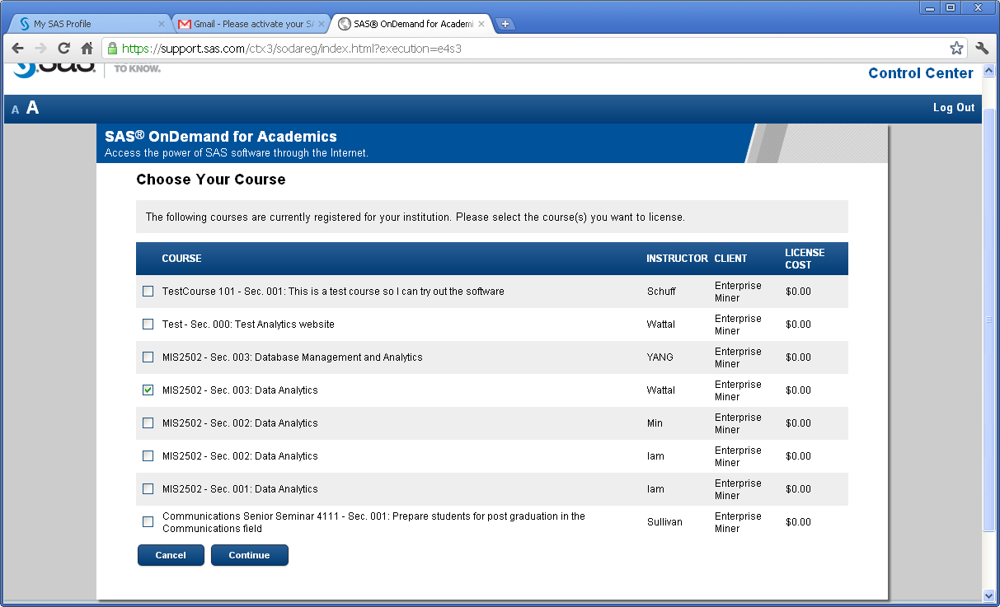 My SAS Profile
Gmail - Please activate your SA
SAS® OnDemand for Academi
https://support.sas.com/ctx3/sodareg/index.html?execution=e4s3
sas.
TO KNOW.
Control Center
A A
Log Out
SAS® OnDemand for Academics
Access the power of SAS software through the Internet.
Choose Your Course
The following courses are currently registered for your institution. Please select the course(s) you want to license.
COURSE INSTRUCTOR CLIENT LICENSE COST
TestCourse 101 - Sec. 001: This is a test course so I can try out the software Schuff Enterprise Miner $0.00
Test - Sec. 000: Test Analytics website Wattal Enterprise Miner $0.00
MIS2502 - Sec. 003: Database Management and Analytics YANG Enterprise Miner $0.00
MIS2502 - Sec. 003: Data Analytics Wattal Enterprise Miner $0.00
MIS2502 - Sec. 002: Data Analytics Min Enterprise Miner $0.00
MIS2502 - Sec. 002: Data Analytics Iam Enterprise Miner $0.00
MIS2502 - Sec. 001: Data Analytics Iam Enterprise Miner $0.00
Communications Senior Seminar 4111 - Sec. 001: Prepare students for post graduation in the
Communications field Sullivan Enterprise Miner $0.00
Cancel Continue